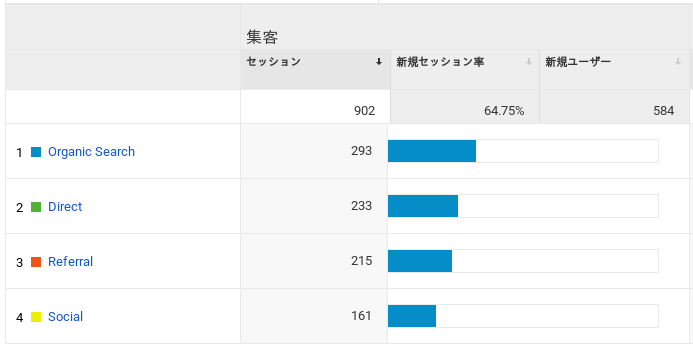 集客
セッション 新規セッション率 新規ユーザー
902 64.75% 584
1 Organic Search 293
2 Direct 233
3 Referral 215
4 Social 161